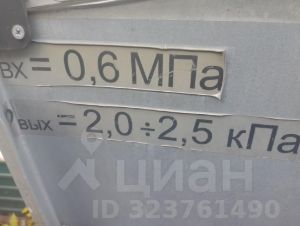 вх = 0,6 МПа
вых = 2,0 ÷ 2,5 кПа
циан
ID 323761490